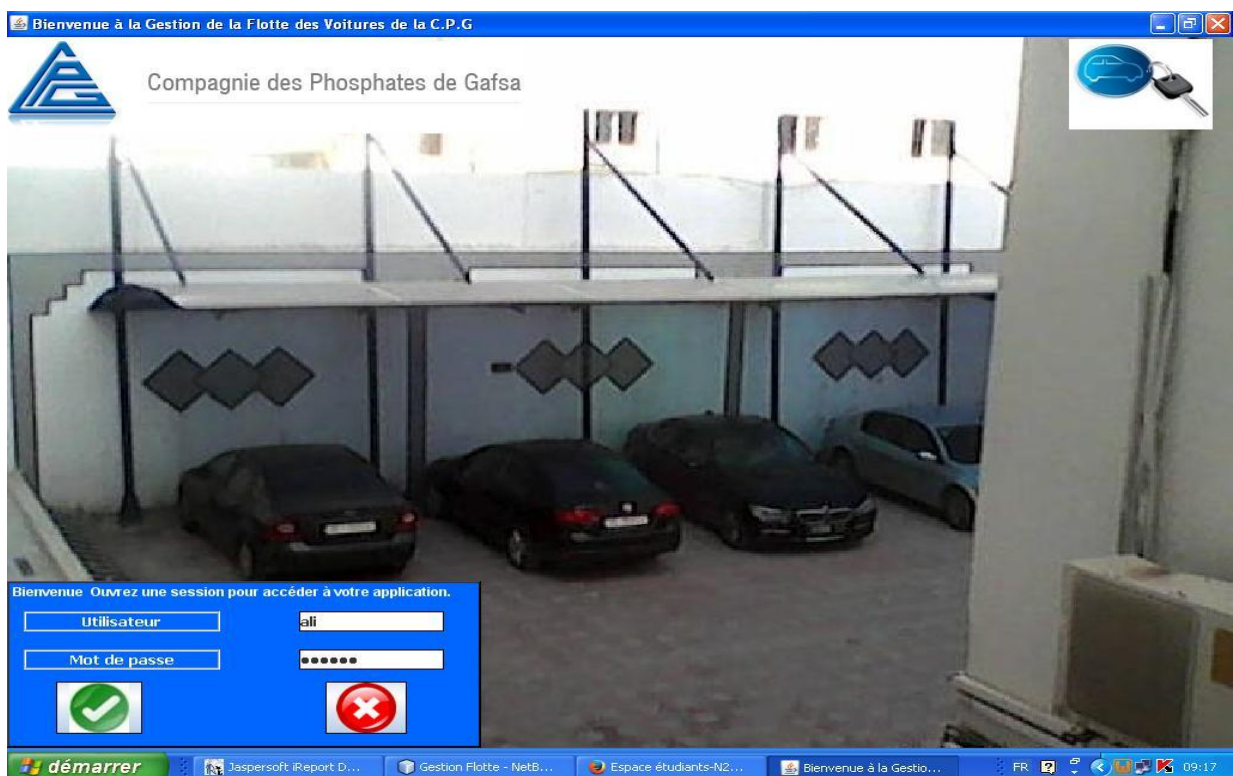 Bienvenue à la Gestion de la Flotte des Voitures de la C.P.G
CPG
Compagnie des Phosphates de Gafsa
Bienvenue Ouvrez une session pour accéder à votre application.
Utilisateur
ali
Mot de passe
••••••
démarrer
Jaspersoft iReport D...
Gestion Flotte - NetB...
Espace étudiants-N2...
Bienvenue à la Gestio...
FR
09:17